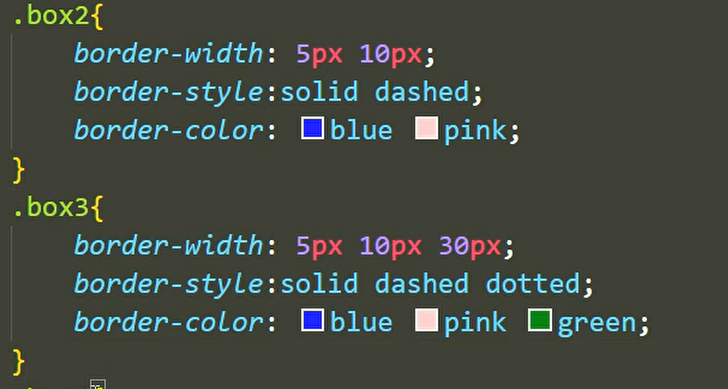 .box2{
border-width: 5px 10px;
border-style:solid dashed;
border-color: blue pink;
}
.box3{
border-width: 5px 10px 30px;
border-style:solid dashed dotted;
border-color: blue pink green;
}